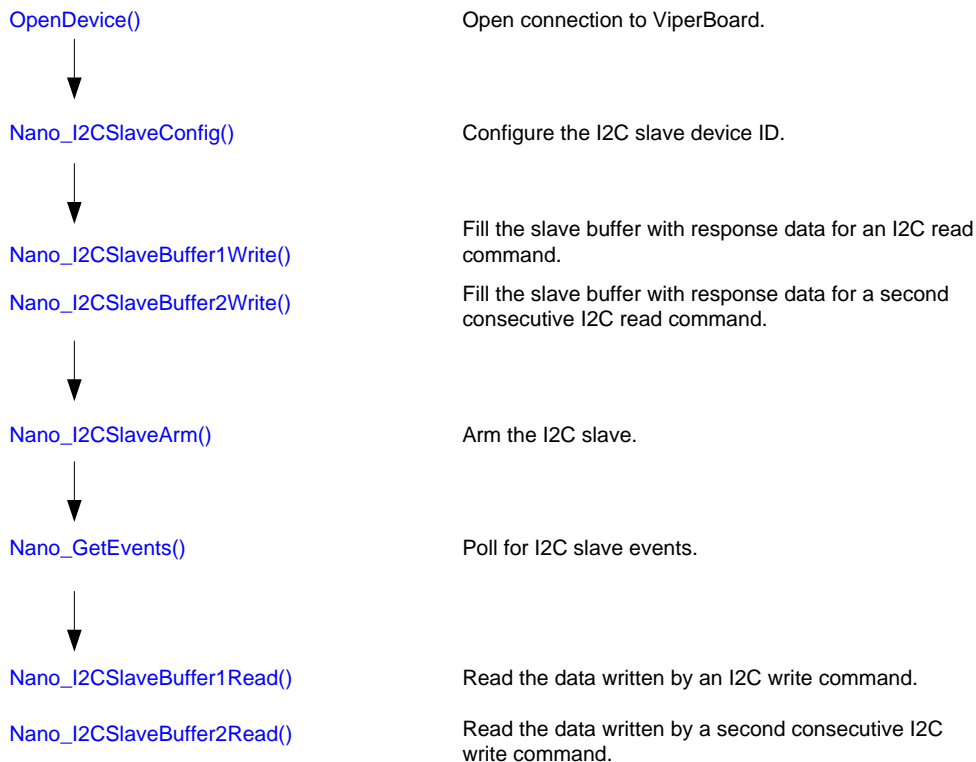 OpenDevice() Open connection to ViperBoard.
Nano_I2CSlaveConfig() Configure the I2C slave device ID.
Fill the slave buffer with response data for an I2C read
Nano_I2CSlaveBuffer1Write() command.
Nano_I2CSlaveBuffer2Write() Fill the slave buffer with response data for a second
consecutive I2C read command.
Nano_I2CSlaveArm() Arm the I2C slave.
Nano_GetEvents() Poll for I2C slave events.
Nano_I2CSlaveBuffer1Read() Read the data written by an I2C write command.
Nano_I2CSlaveBuffer2Read() Read the data written by a second consecutive I2C
write command.